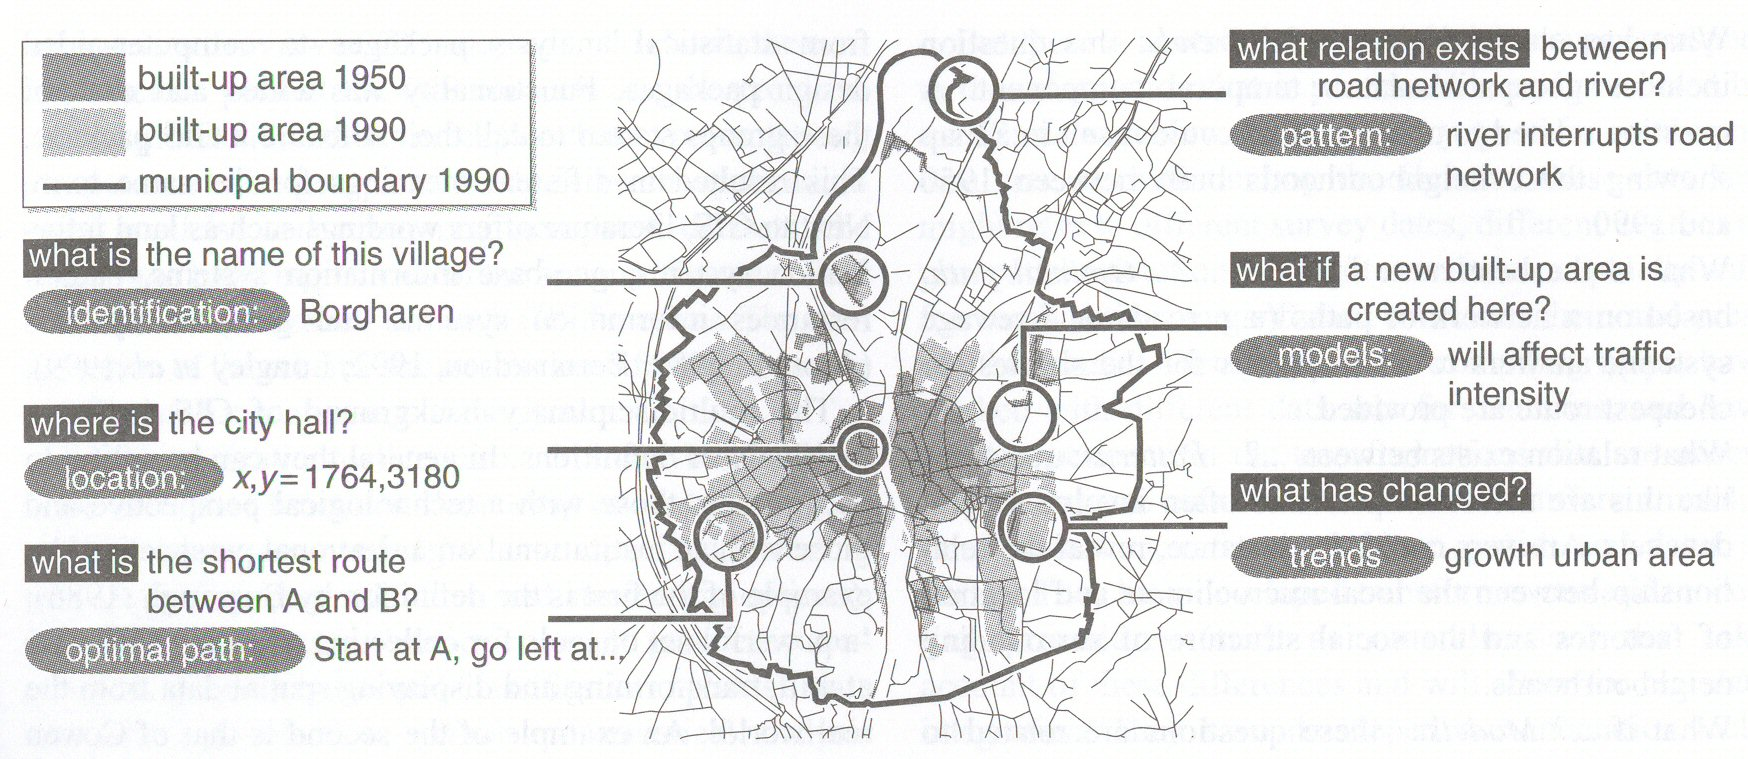 built-up area 1950
built-up area 1990
municipal boundary 1990
what is the name of this village?
identification: Borgharen
where is the city hall?
location: x,y=1764,3180
what is the shortest route
between A and B?
optimal path: Start at A, go left at...
what relation exists between
road network and river?
pattern: river interrupts road
network
what if a new built-up area is
created here?
models: will affect traffic
intensity
what has changed?
trends growth urban area